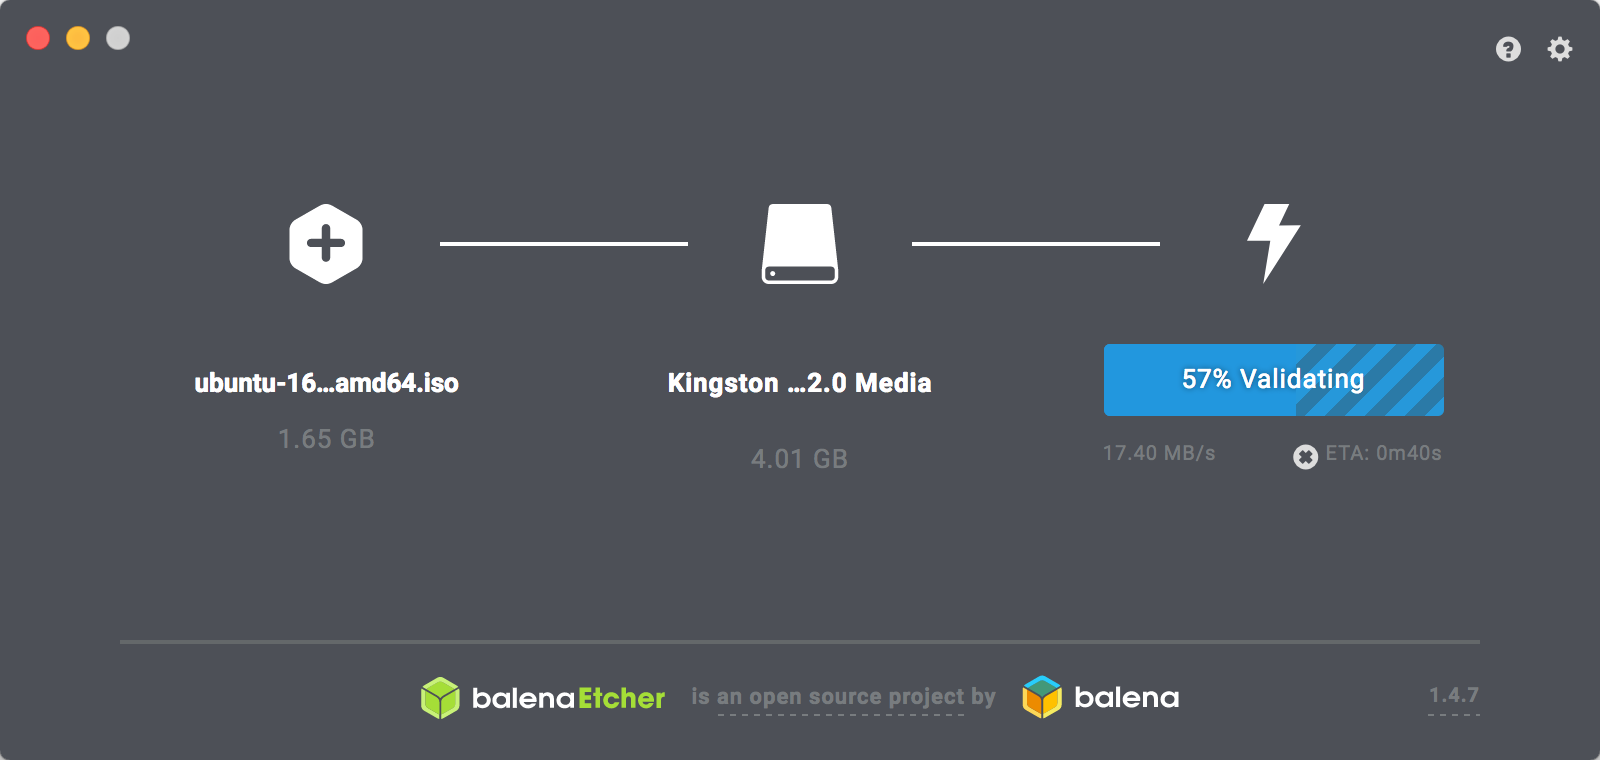 ubuntu-16...amd64.iso
1.65 GB
Kingston ...2.0 Media
4.01 GB
57% Validating
17.40 MB/s
ETA: 0m40s
balenaEtcher is an open source project by balena
1.4.7